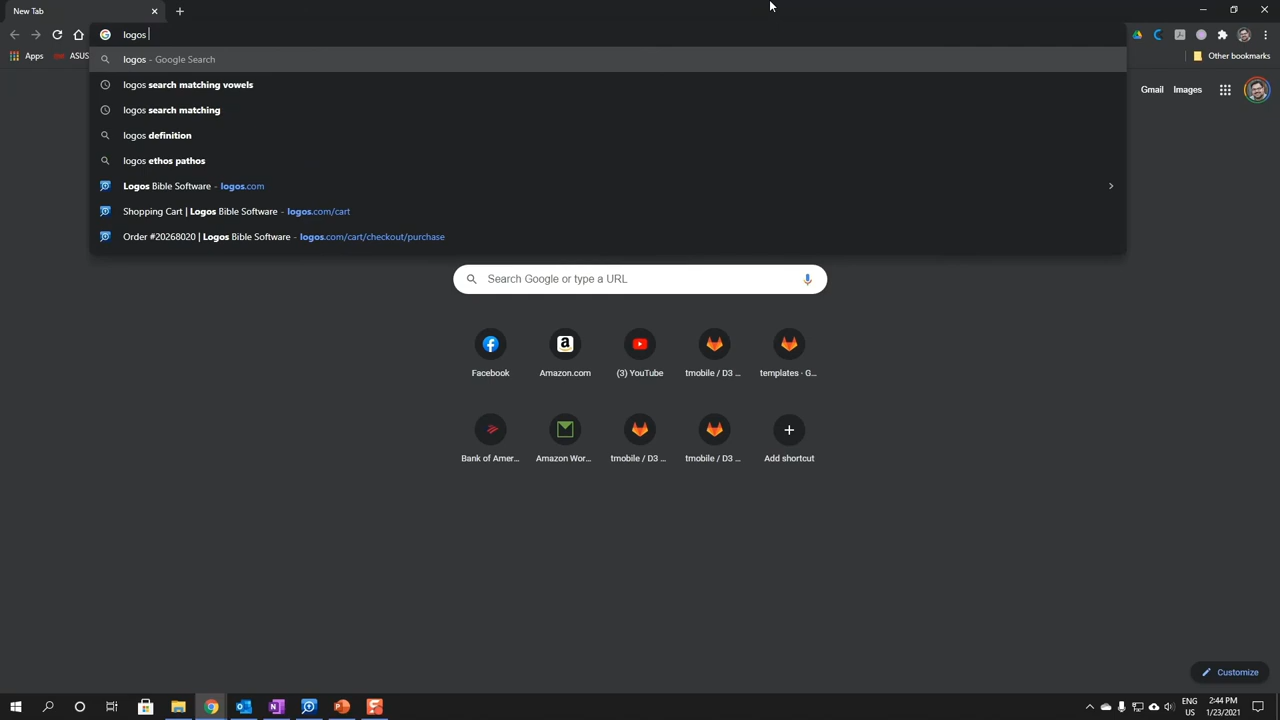 New Tab
logos
Apps
ASUS
Other bookmarks
logos - Google Search
logos search matching vowels
logos search matching
logos definition
logos ethos pathos
Logos Bible Software - logos.com
Shopping Cart | Logos Bible Software - logos.com/cart
Order #20268020 | Logos Bible Software - logos.com/cart/checkout/purchase
Gmail
Images
Search Google or type a URL
Facebook
Amazon.com
(3) YouTube
tmobile / D3 ...
templates · G...
Bank of Amer...
Amazon Wor...
tmobile / D3 ...
tmobile / D3 ...
Add shortcut
Customize
ENG
US
2:44 PM
1/23/2021